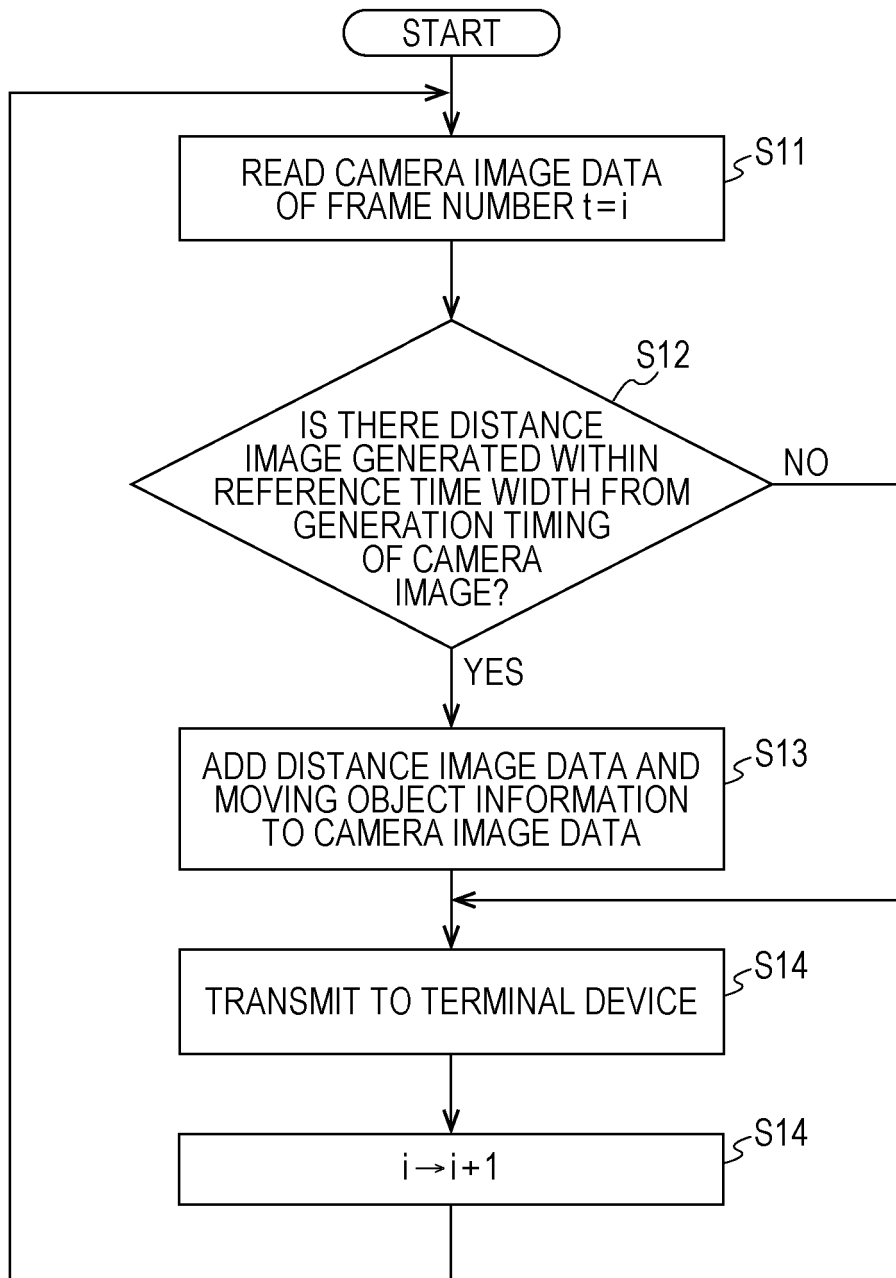 START
READ CAMERA IMAGE DATA
OF FRAME NUMBER t=i
S11
IS THERE DISTANCE
IMAGE GENERATED WITHIN
REFERENCE TIME WIDTH FROM
GENERATION TIMING
OF CAMERA
IMAGE?
S12
NO
YES
ADD DISTANCE IMAGE DATA AND
MOVING OBJECT INFORMATION
TO CAMERA IMAGE DATA
S13
TRANSMIT TO TERMINAL DEVICE
S14
i→i+1
S14